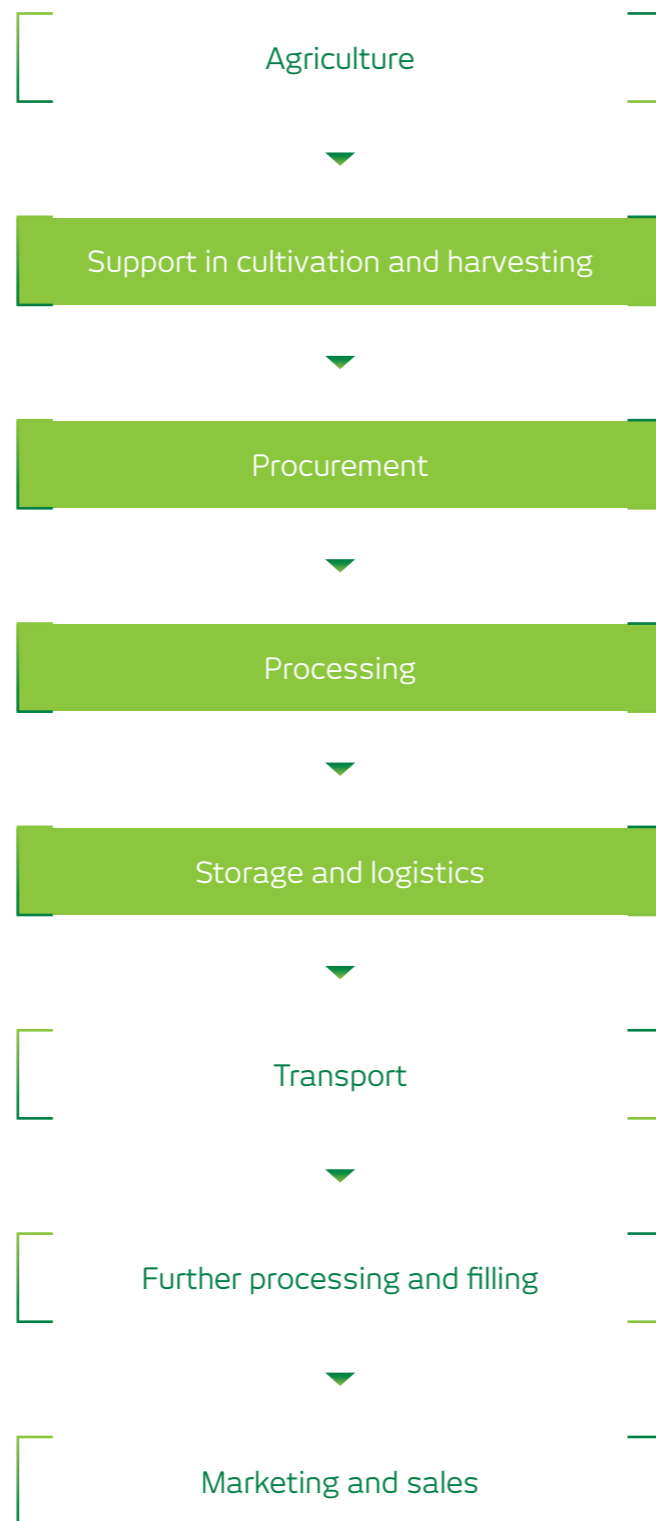 Agriculture
Support in cultivation and harvesting
Procurement
Processing
Storage and logistics
Transport
Further processing and filling
Marketing and sales